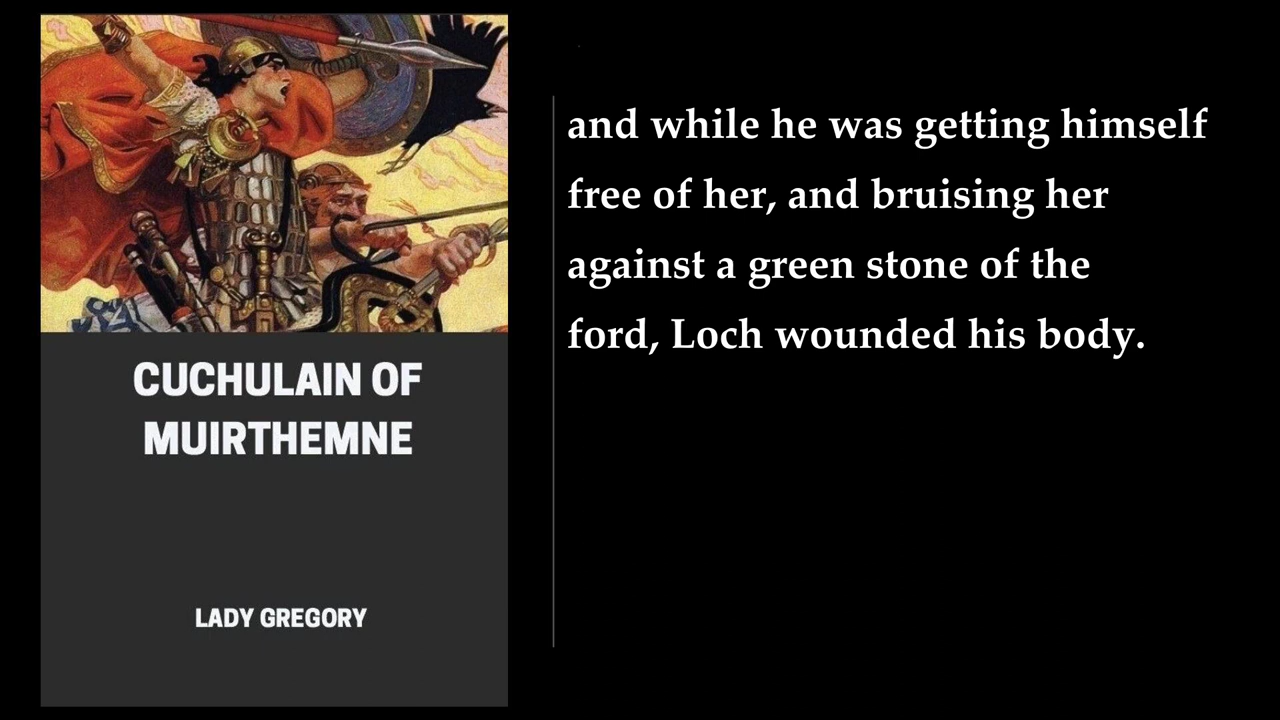 CUCHULAIN OF
MUIRTHEMNE
LADY GREGORY
and while he was getting himself
free of her, and bruising her
against a green stone of the
ford, Loch wounded his body.